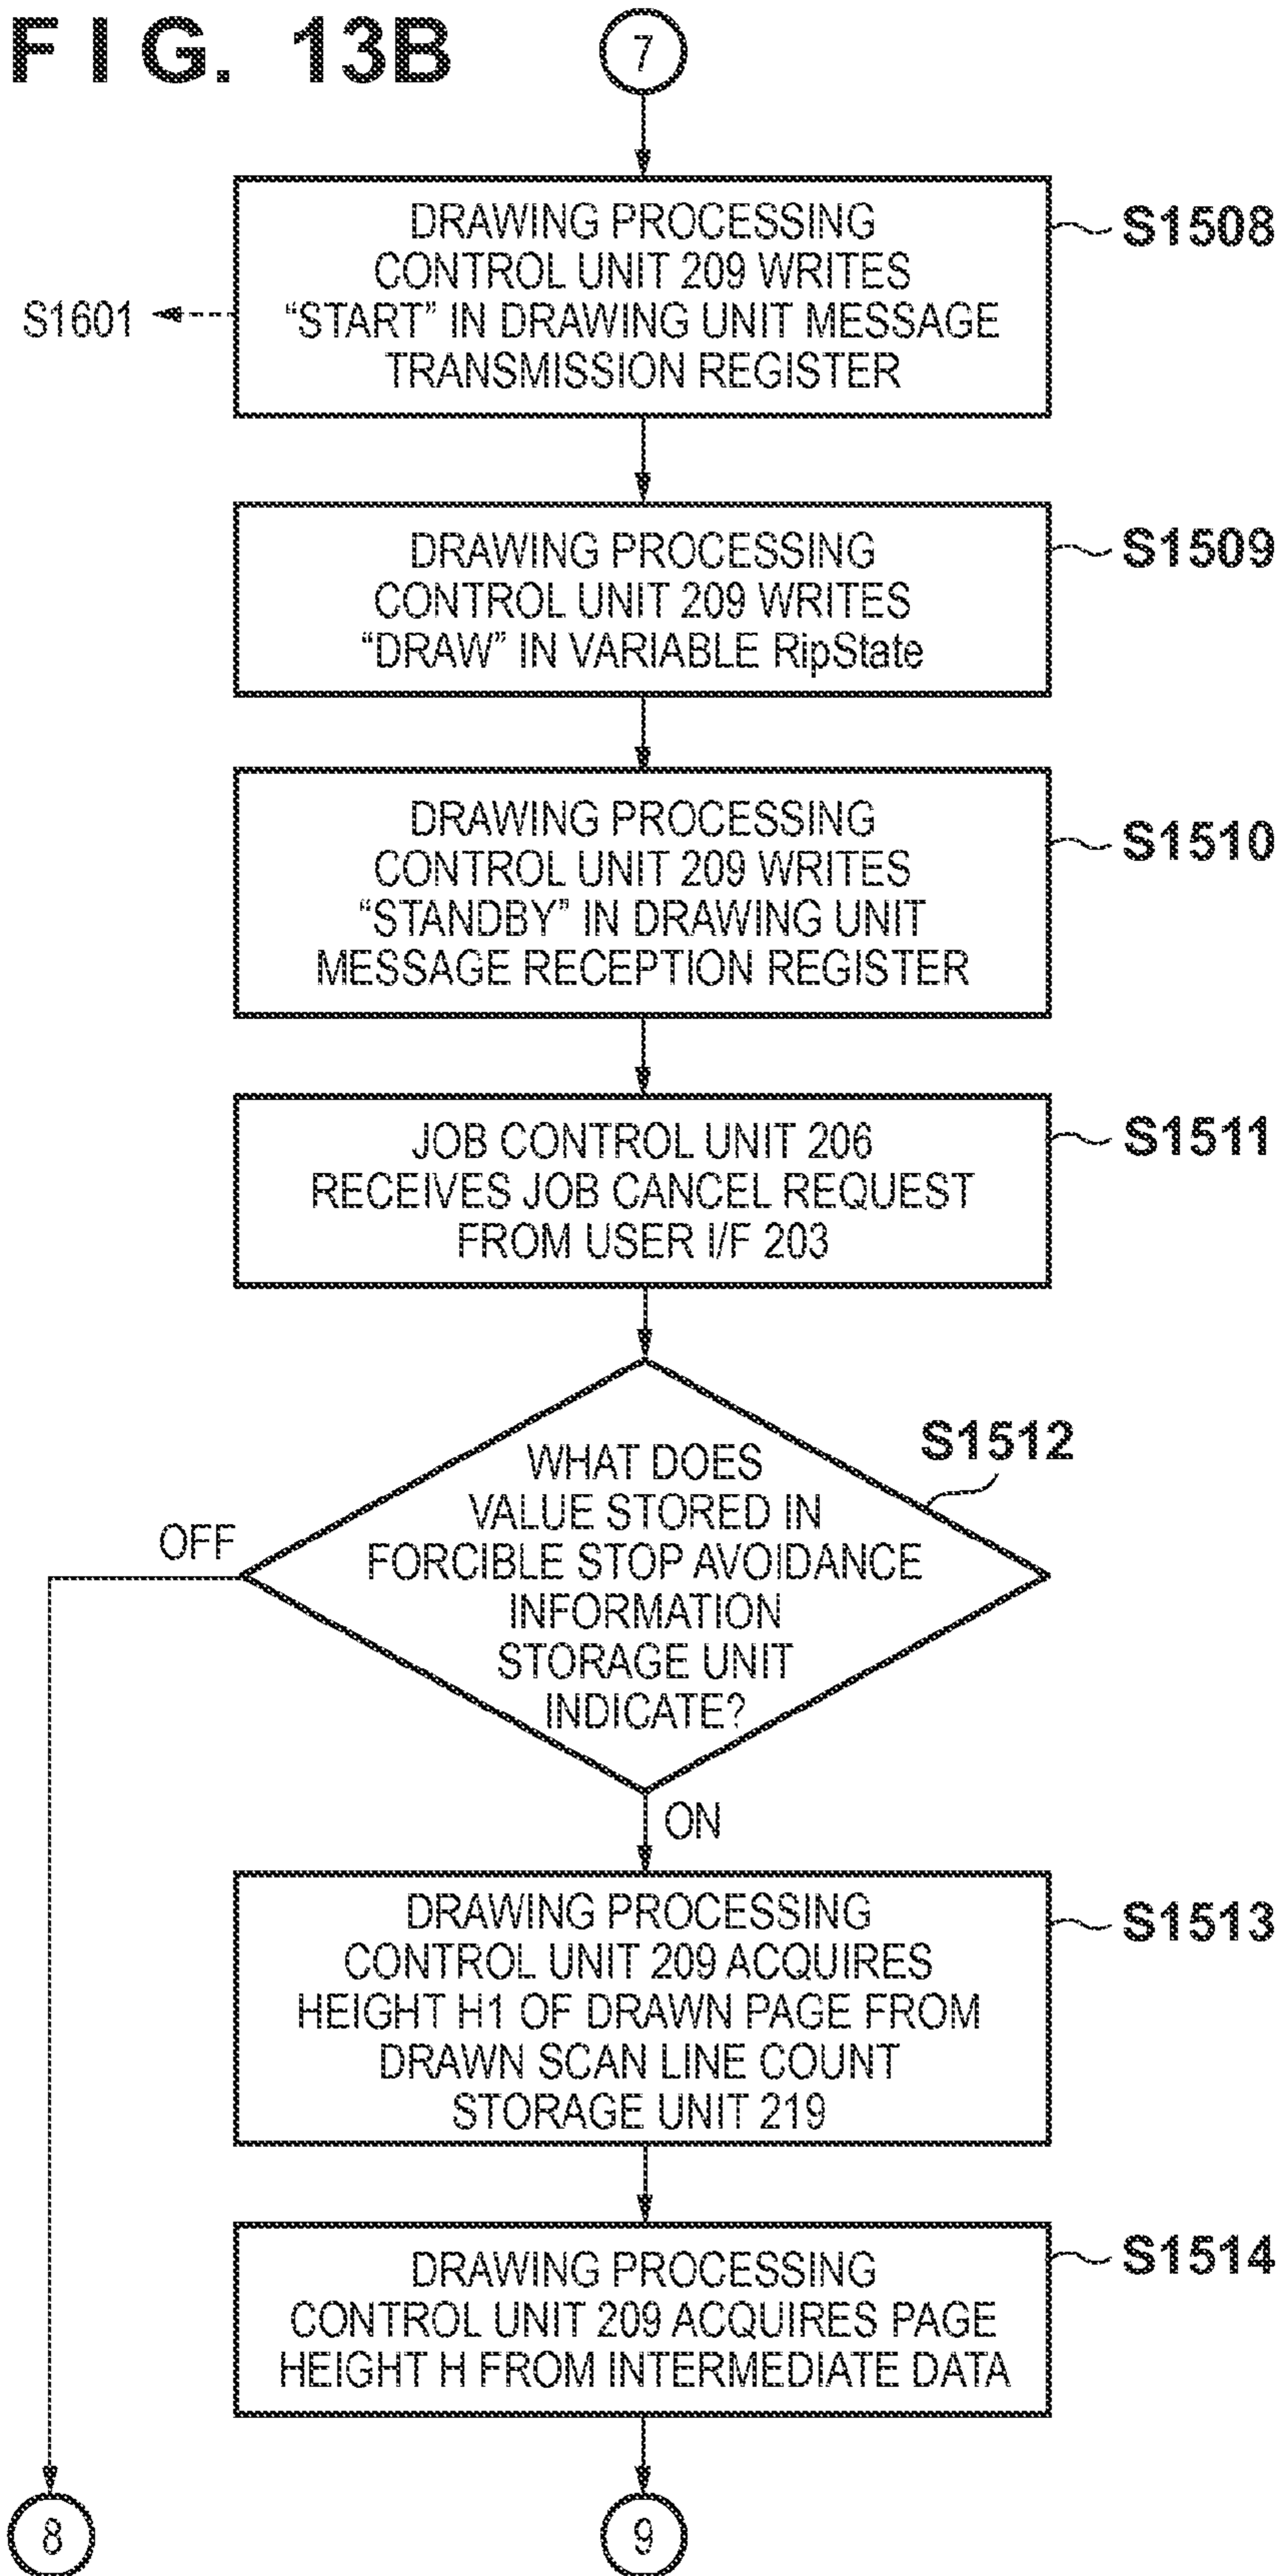 FIG. 13B
7
DRAWING PROCESSING
CONTROL UNIT 209 WRITES
“START” IN DRAWING UNIT MESSAGE
TRANSMISSION REGISTER
S1508
S1601
DRAWING PROCESSING
CONTROL UNIT 209 WRITES
“DRAW” IN VARIABLE RipState
S1509
DRAWING PROCESSING
CONTROL UNIT 209 WRITES
“STANDBY” IN DRAWING UNIT
MESSAGE RECEPTION REGISTER
S1510
JOB CONTROL UNIT 206
RECEIVES JOB CANCEL REQUEST
FROM USER I/F 203
S1511
WHAT DOES
VALUE STORED IN
FORCIBLE STOP AVOIDANCE
INFORMATION
STORAGE UNIT
INDICATE?
S1512
OFF
ON
DRAWING PROCESSING
CONTROL UNIT 209 ACQUIRES
HEIGHT H1 OF DRAWN PAGE FROM
DRAWN SCAN LINE COUNT
STORAGE UNIT 219
S1513
DRAWING PROCESSING
CONTROL UNIT 209 ACQUIRES PAGE
HEIGHT H FROM INTERMEDIATE DATA
S1514
8
9